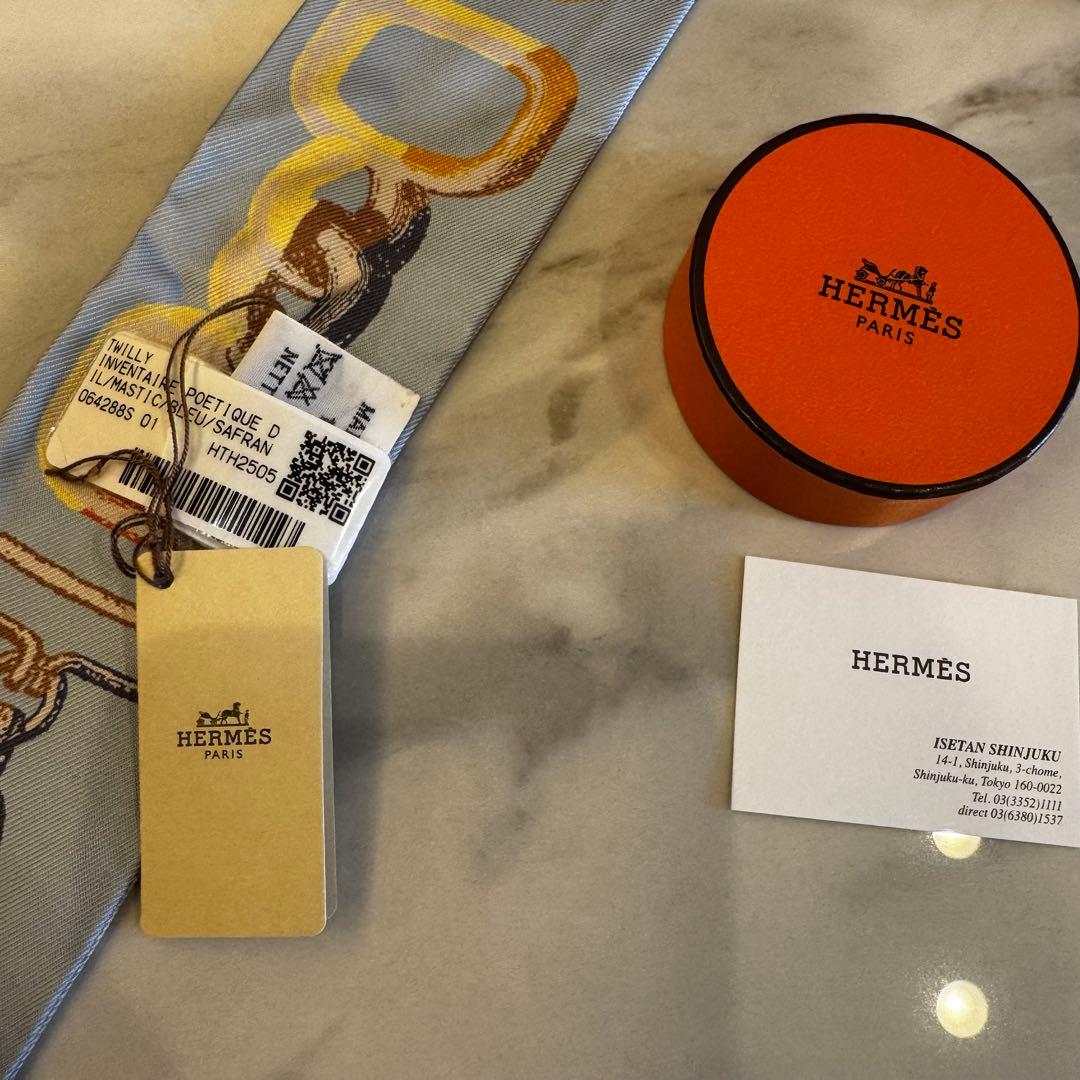 TWILLY
INVENTAIRE POETIQUE D
IL/MASTIC/BLEU/SAFRAN
064288S 01
HTH2505
HERMÈS
PARIS
HERMÈS
PARIS
HERMÈS
ISETAN SHINJUKU
14-1, Shinjuku, 3-chome,
Shinjuku-ku, Tokyo 160-0022
Tel. 03(3352)1111
direct 03(6380)1537